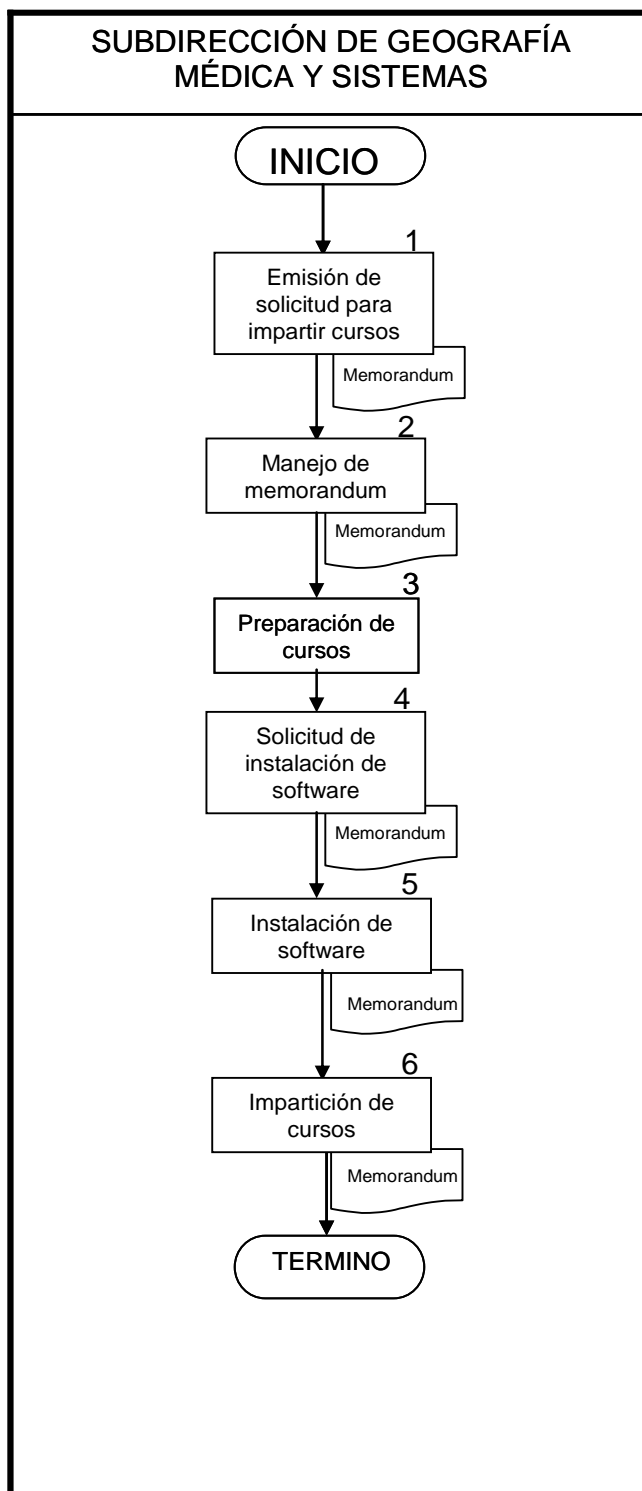 SUBDIRECCIÓN DE GEOGRAFÍA
MÉDICA Y SISTEMAS
INICIO
1
Emisión de
solicitud para
impartir cursos
Memorandum
2
Manejo de
memorandum
Memorandum
3
Preparación de
cursos
4
Solicitud de
instalación de
software
Memorandum
5
Instalación de
software
Memorandum
6
Impartición de
cursos
Memorandum
TERMINO